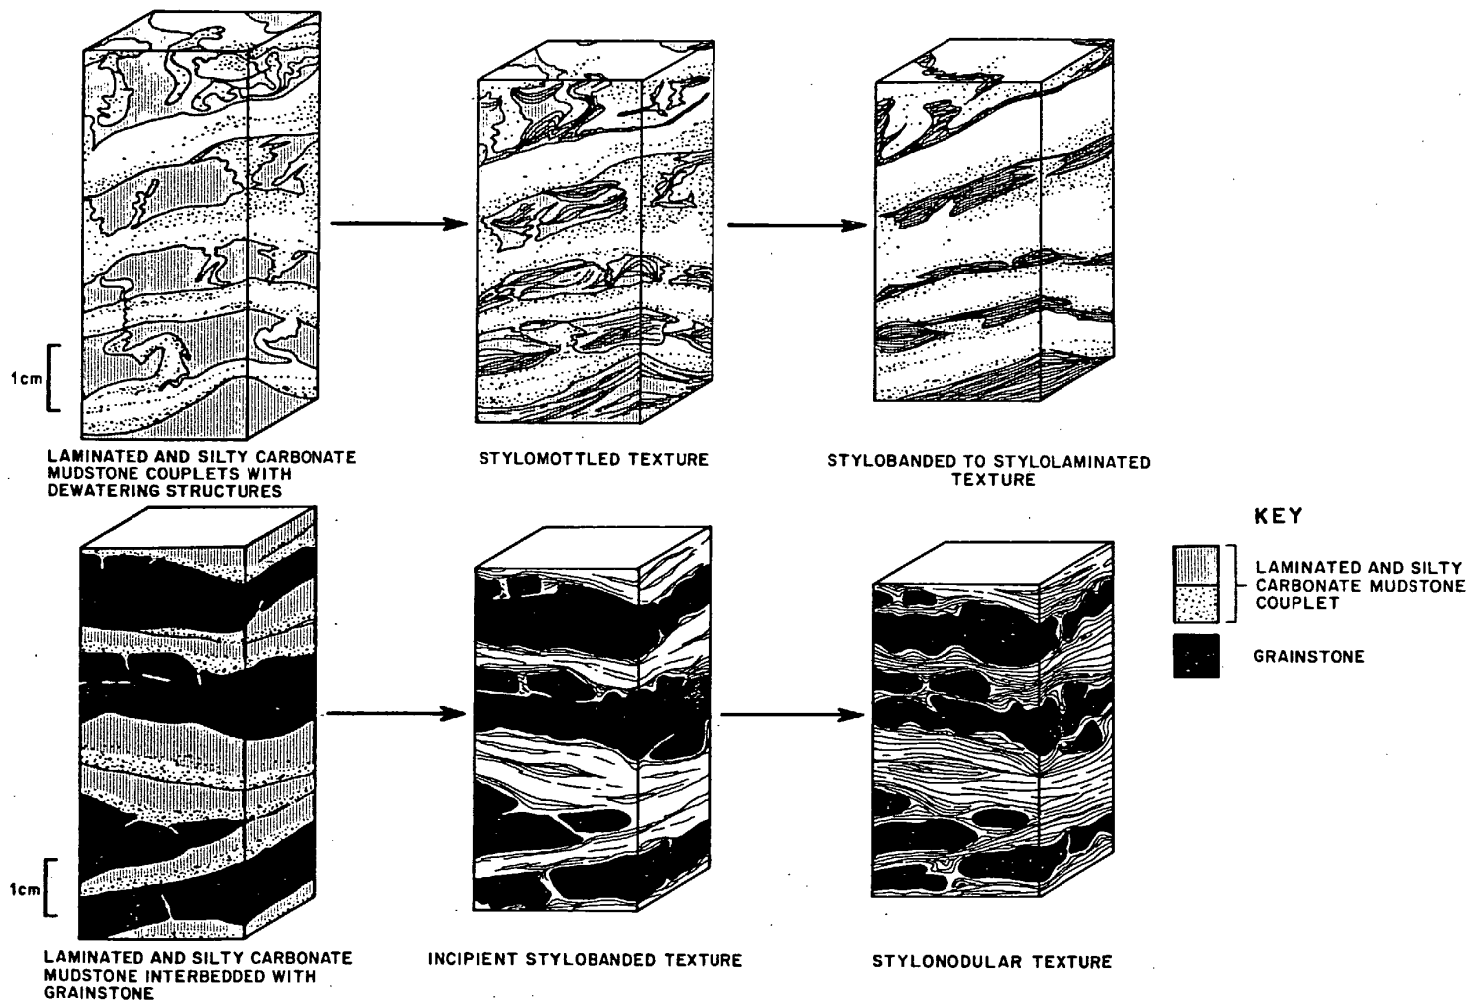 1cm
LAMINATED AND SILTY CARBONATE
MUDSTONE COUPLETS WITH
DEWATERING STRUCTURES
STYLOMOTTLED TEXTURE
STYLOBANDED TO STYLOLAMINATED
TEXTURE
KEY
LAMINATED AND SILTY
CARBONATE MUDSTONE
COUPLET
GRAINSTONE
1cm
LAMINATED AND SILTY CARBONATE
MUDSTONE INTERBEDDED WITH
GRAINSTONE
INCIPIENT STYLOBANDED TEXTURE
STYLONODULAR TEXTURE